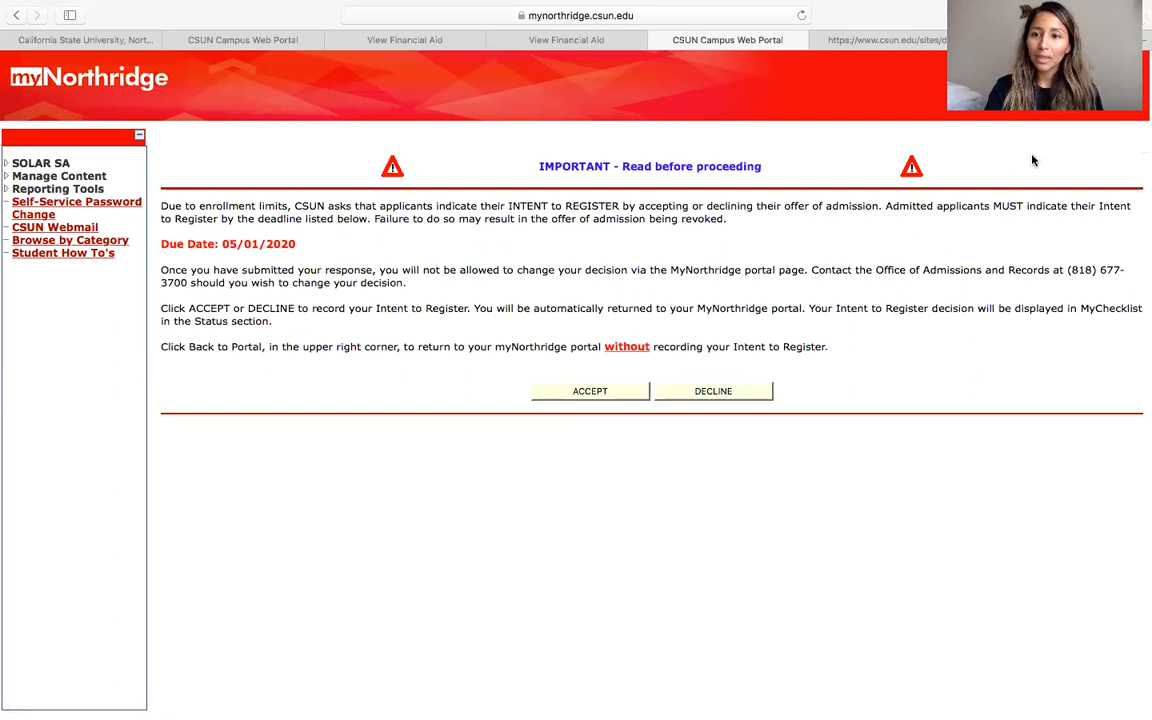 mynorthridge.csun.edu
California State University, Nort...
CSUN Campus Web Portal
View Financial Aid
View Financial Aid
CSUN Campus Web Portal
https://www.csun.edu/sites/d
myNorthridge
SOLAR SA
Manage Content
Reporting Tools
Self-Service Password
Change
CSUN Webmail
Browse by Category
Student How To's
IMPORTANT - Read before proceeding
Due to enrollment limits, CSUN asks that applicants indicate their INTENT to REGISTER by accepting or declining their offer of admission. Admitted applicants MUST indicate their Intent
to Register by the deadline listed below. Failure to do so may result in the offer of admission being revoked.
Due Date: 05/01/2020
Once you have submitted your response, you will not be allowed to change your decision via the MyNorthridge portal page. Contact the Office of Admissions and Records at (818) 677-
3700 should you wish to change your decision.
Click ACCEPT or DECLINE to record your Intent to Register. You will be automatically returned to your MyNorthridge portal. Your Intent to Register decision will be displayed in MyChecklist
in the Status section.
Click Back to Portal, in the upper right corner, to return to your myNorthridge portal without recording your Intent to Register.
ACCEPT
DECLINE